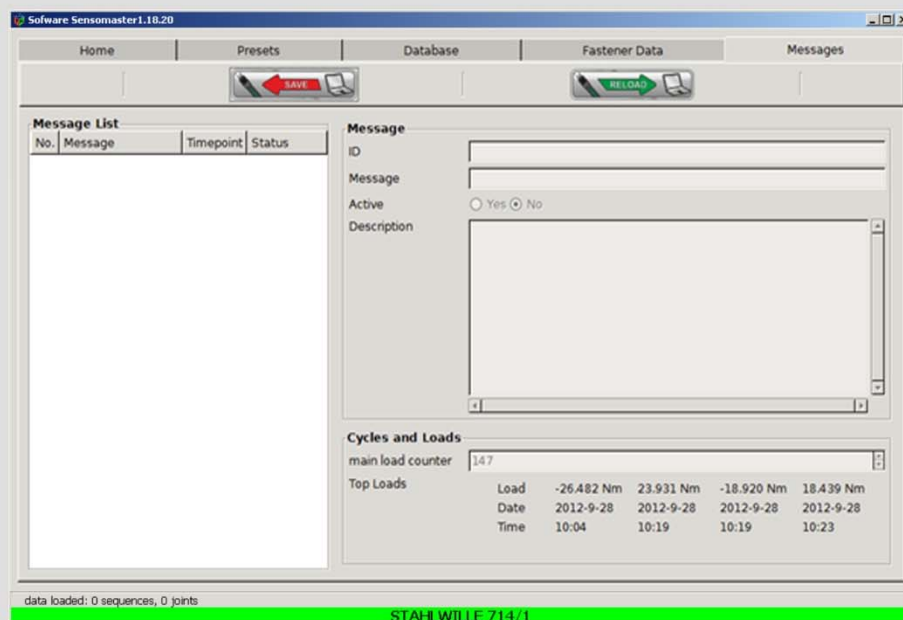 Sofware Sensomaster1.18.20
Home Presets Database Fastener Data Messages
SAVE RELOAD
Message List
No. Message Timepoint Status
Message
ID
Message
Active Yes No
Description
Cycles and Loads
main load counter 147
Top Loads
Load -26.482 Nm 23.931 Nm -18.920 Nm 18.439 Nm
Date 2012-9-28 2012-9-28 2012-9-28 2012-9-28
Time 10:04 10:19 10:19 10:23
data loaded: 0 sequences, 0 joints
STAHLWILLE 714/1